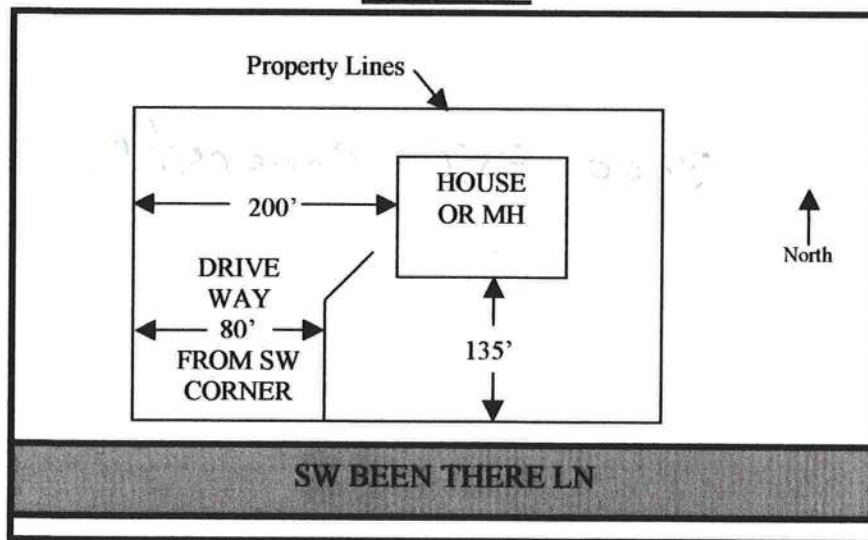 Property Lines
HOUSE
OR MH
200’
North
DRIVE
WAY
80’
FROM SW
CORNER
135’
SW BEEN THERE LN